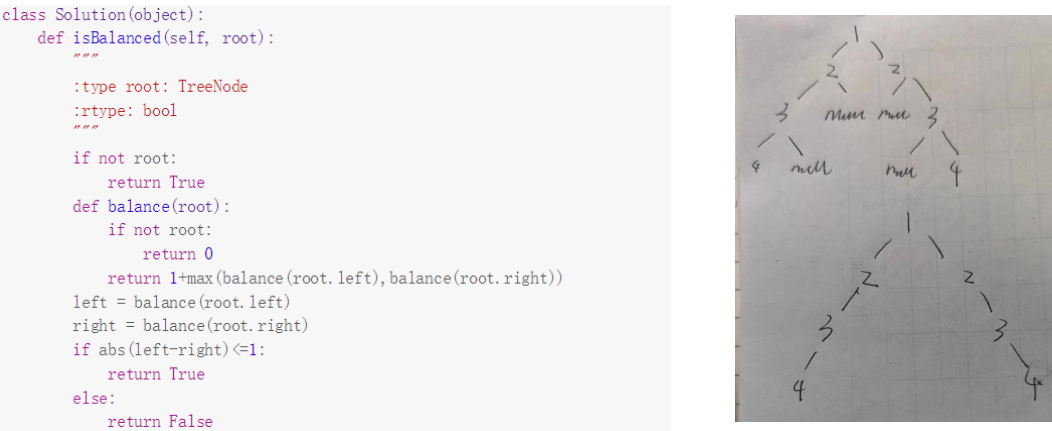 class Solution(object):
    def isBalanced(self, root):
        """
        :type root: TreeNode
        :rtype: bool
        """
        if not root:
            return True
        def balance(root):
            if not root:
                return 0
            return 1+max(balance(root.left),balance(root.right))
        left = balance(root.left)
        right = balance(root.right)
        if abs(left-right)<=1:
            return True
        else:
            return False
1
2 2
3 null null 3
4 null null 4
1
2 2
3 3
4 4